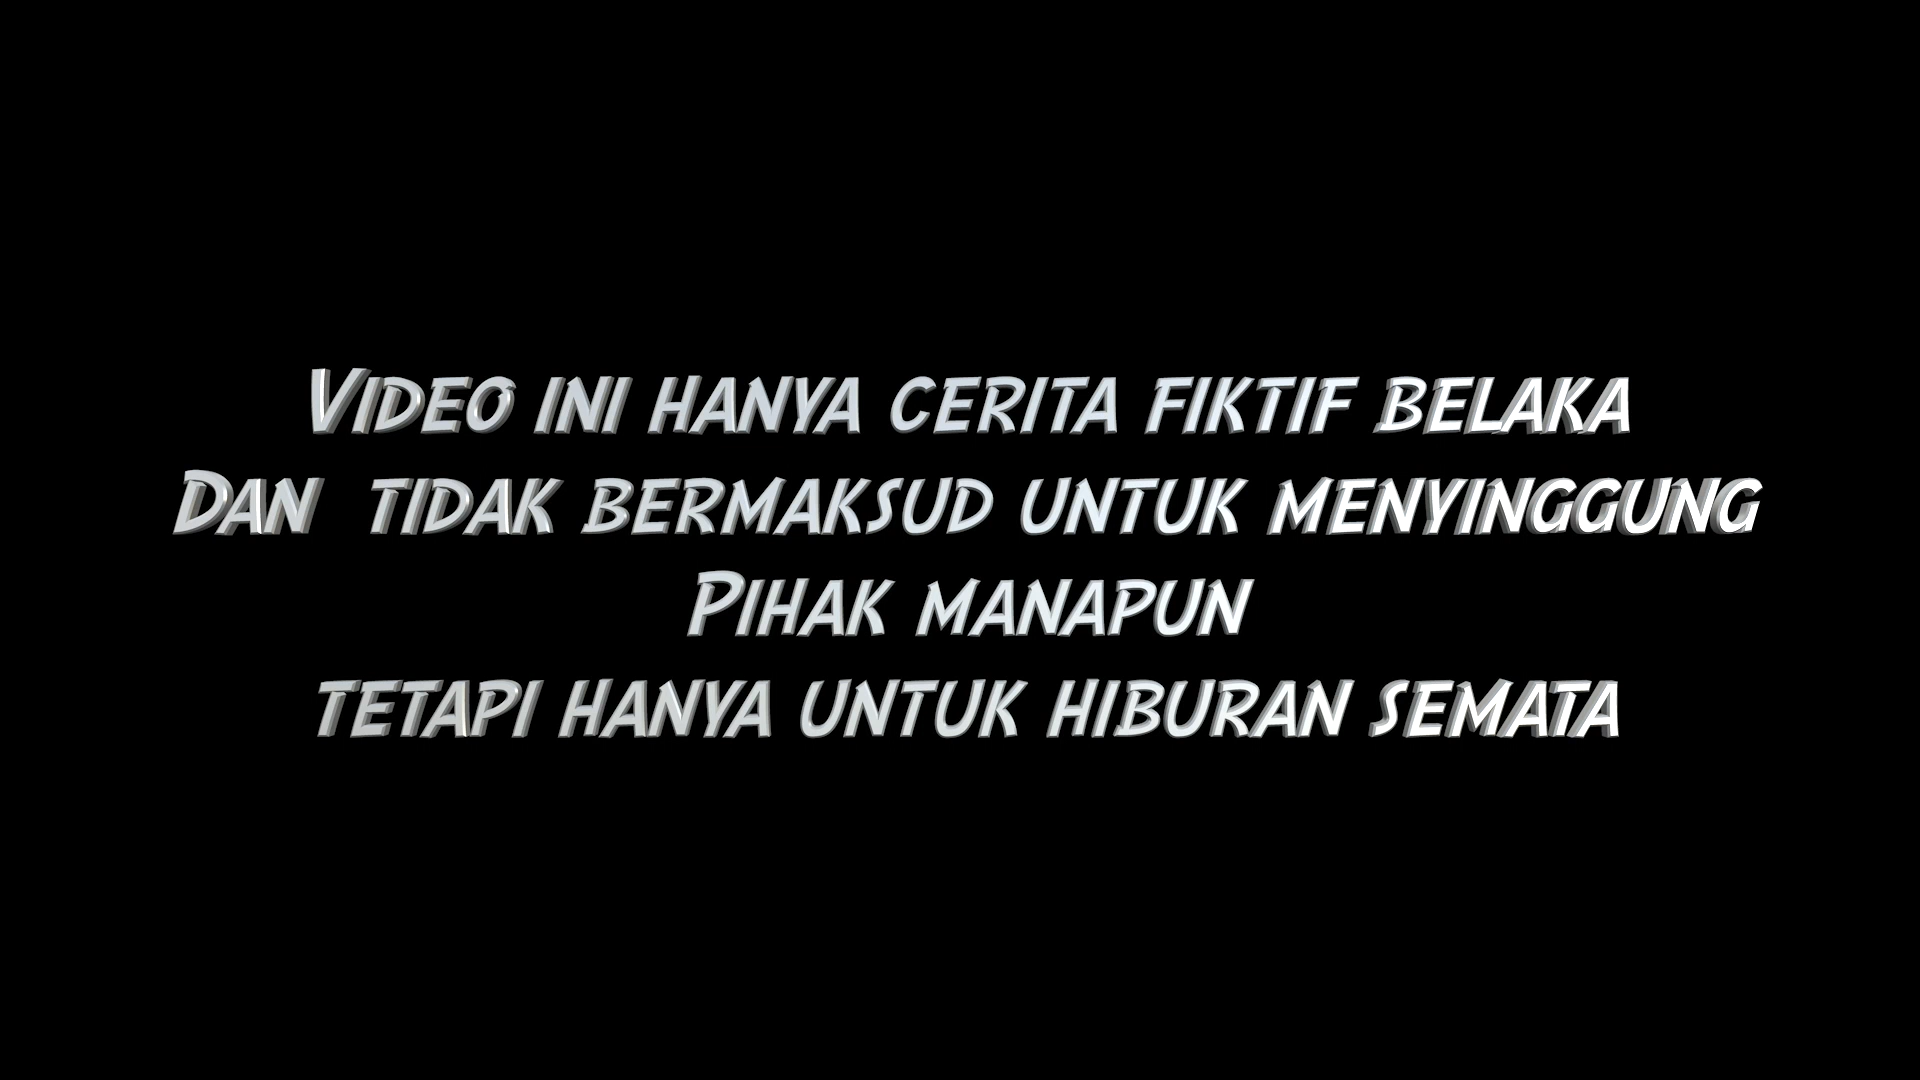 Video ini hanya cerita fiktif belaka
Dan tidak bermaksud untuk menyinggung
Pihak manapun
tetapi hanya untuk hiburan semata